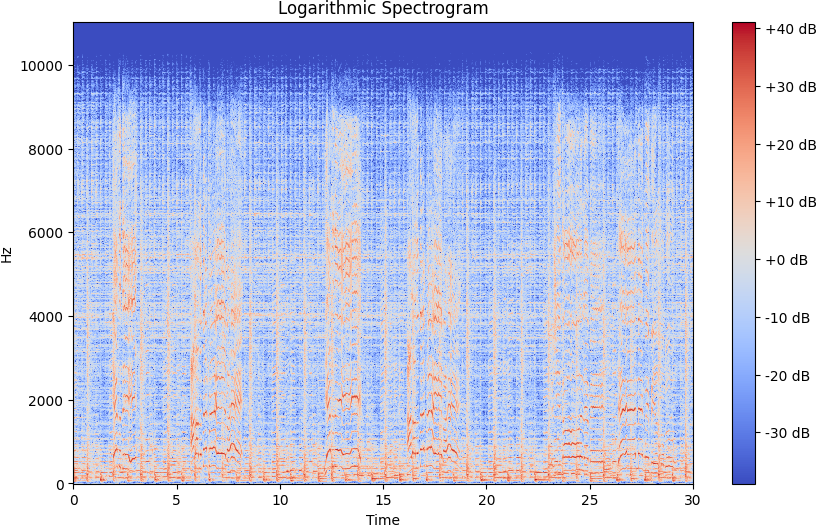 Logarithmic Spectrogram
Hz
10000
8000
6000
4000
2000
0
0 5 10 15 20 25 30
Time
+40 dB
+30 dB
+20 dB
+10 dB
+0 dB
-10 dB
-20 dB
-30 dB